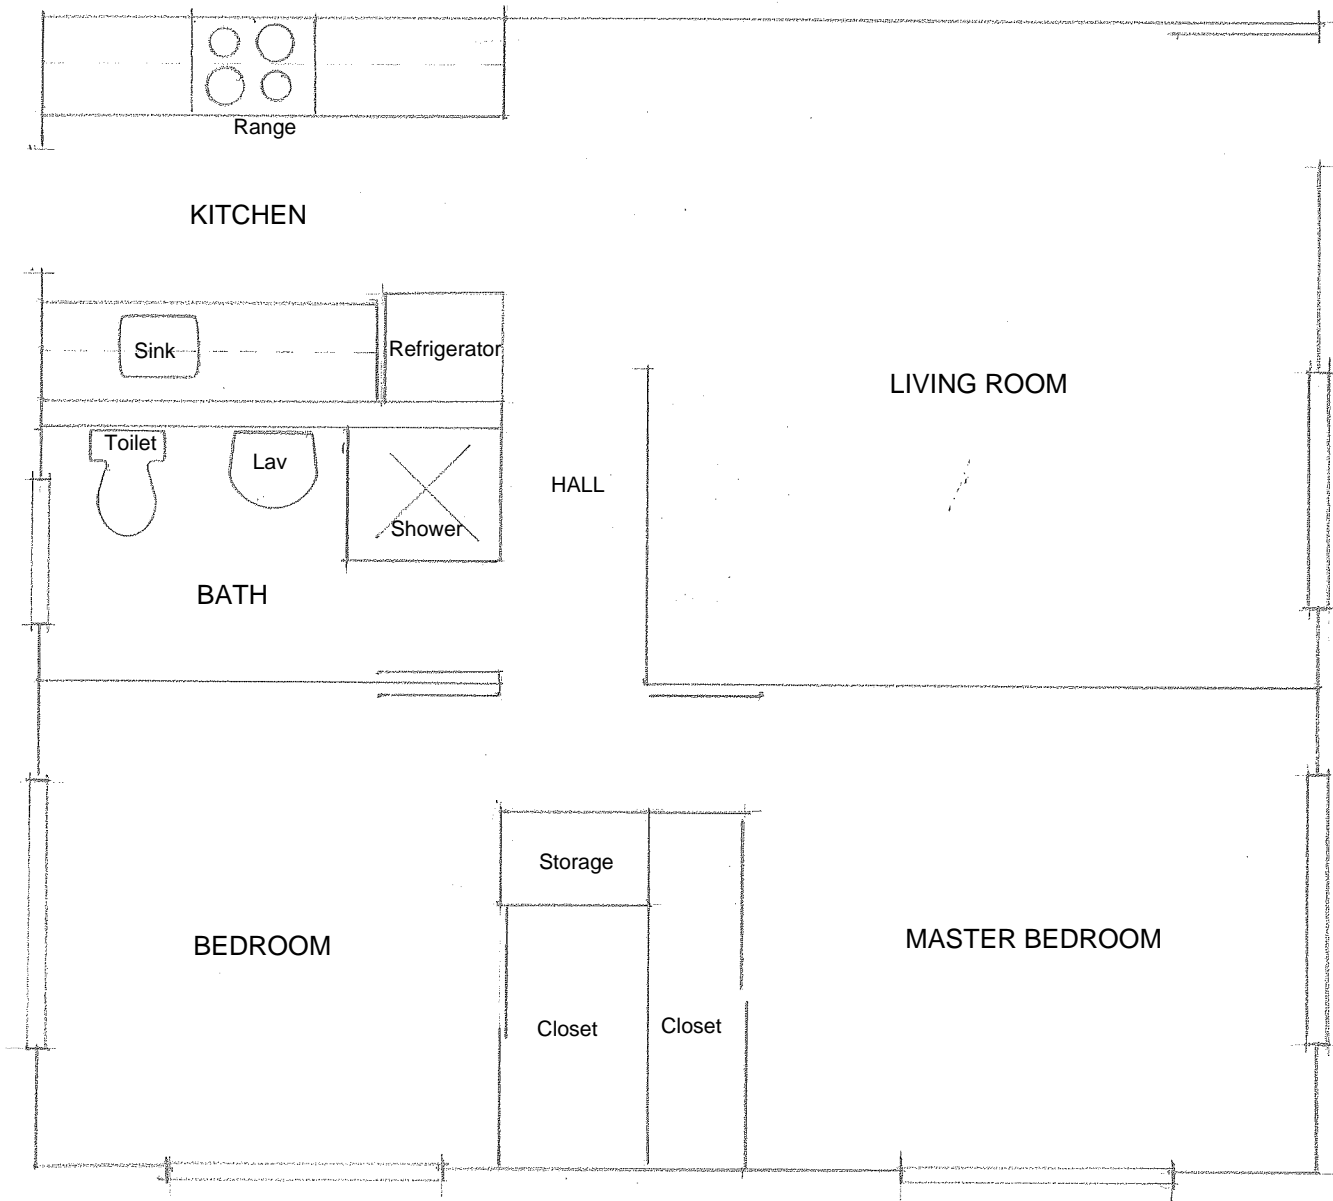 Range
KITCHEN
Sink
Refrigerator
LIVING ROOM
Toilet
Lav
HALL
Shower
BATH
Storage
BEDROOM
MASTER BEDROOM
Closet
Closet